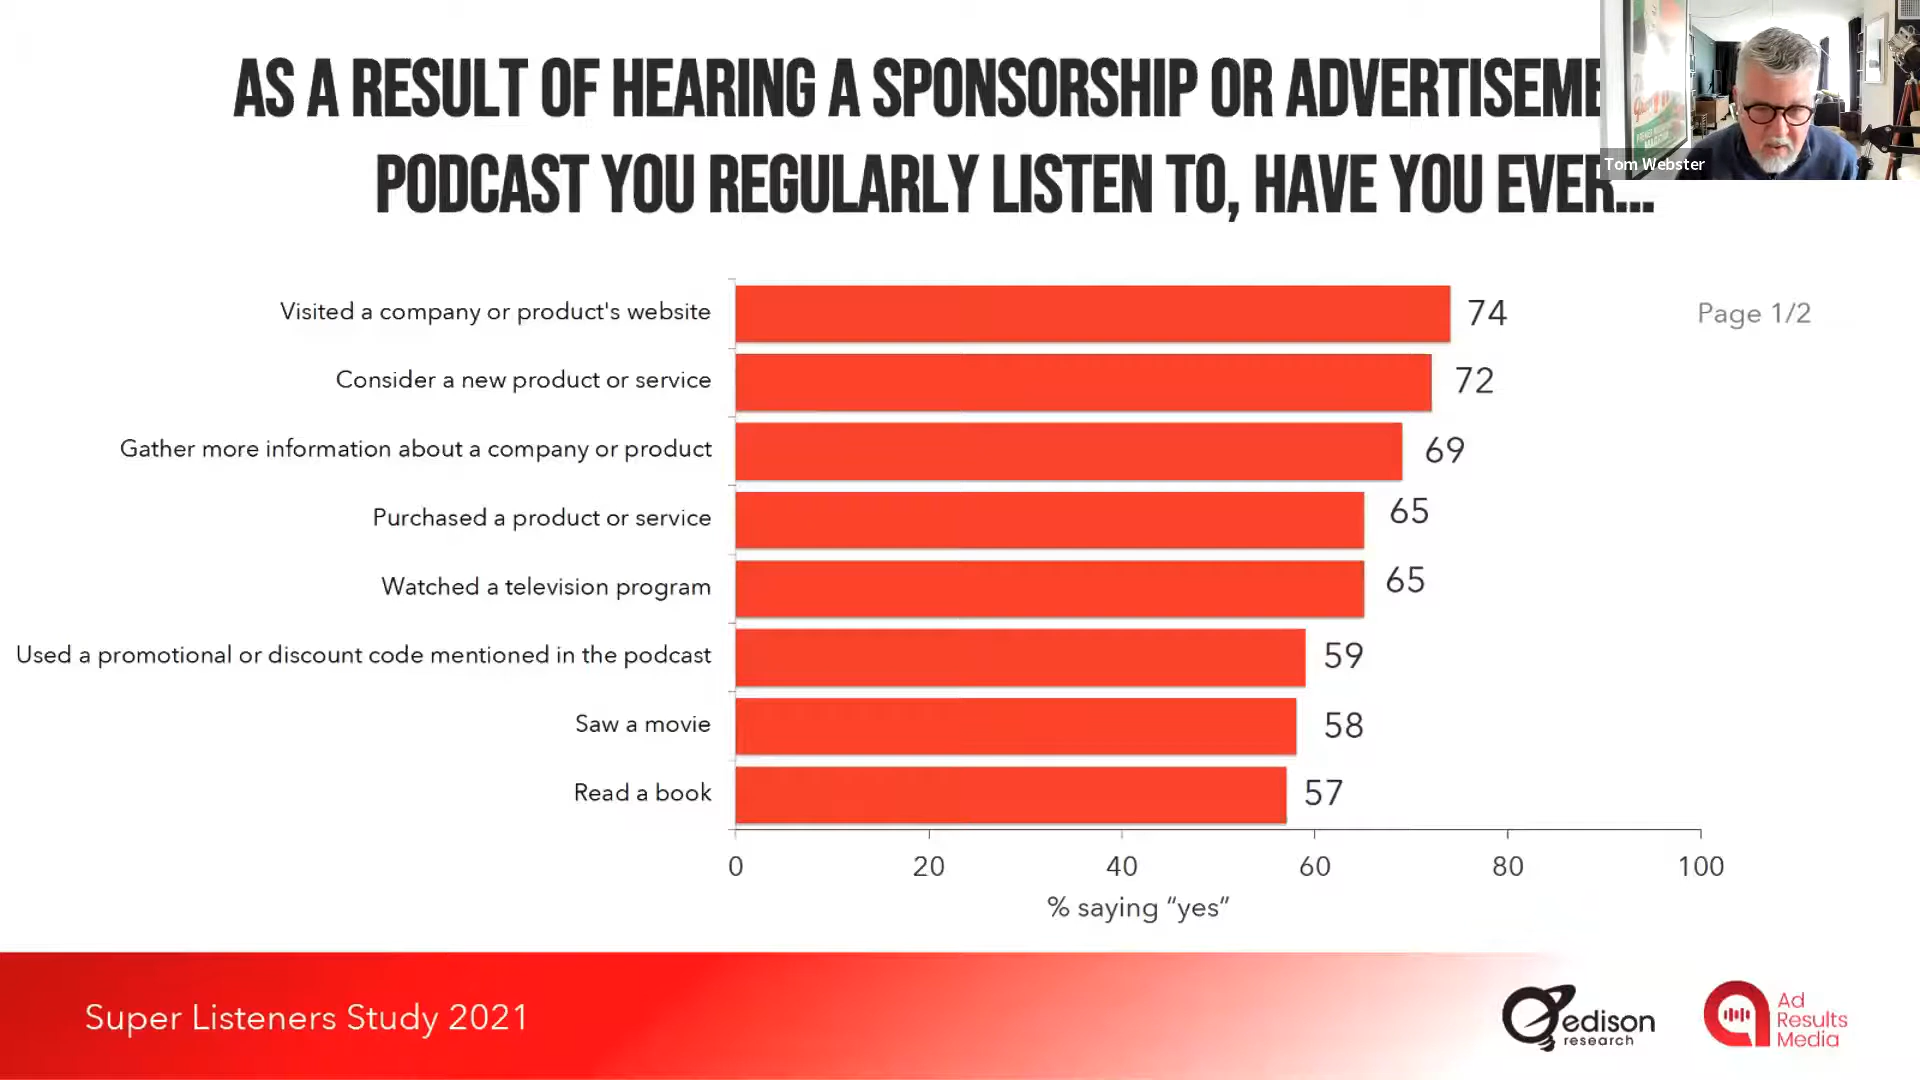 AS A RESULT OF HEARING A SPONSORSHIP OR ADVERTISEME
PODCAST YOU REGULARLY LISTEN TO, HAVE YOU EVER...
Tom Webster
Visited a company or product's website
74
Page 1/2
Consider a new product or service
72
Gather more information about a company or product
69
Purchased a product or service
65
Watched a television program
65
Used a promotional or discount code mentioned in the podcast
59
Saw a movie
58
Read a book
57
0 20 40 60 80 100
% saying “yes”
Super Listeners Study 2021
edison
research
Ad
Results
Media